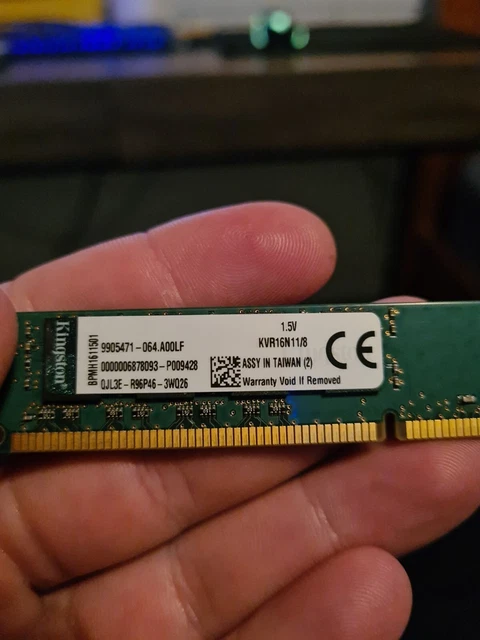 Kingston
BPMH1611501
9905471-064.A00LF
0000006878093-P009428
QJL3E-R96P46-3WQ26
1.5V
KVR16N11/8
ASSY IN TAIWAN (2)
Warranty Void If Removed
CE